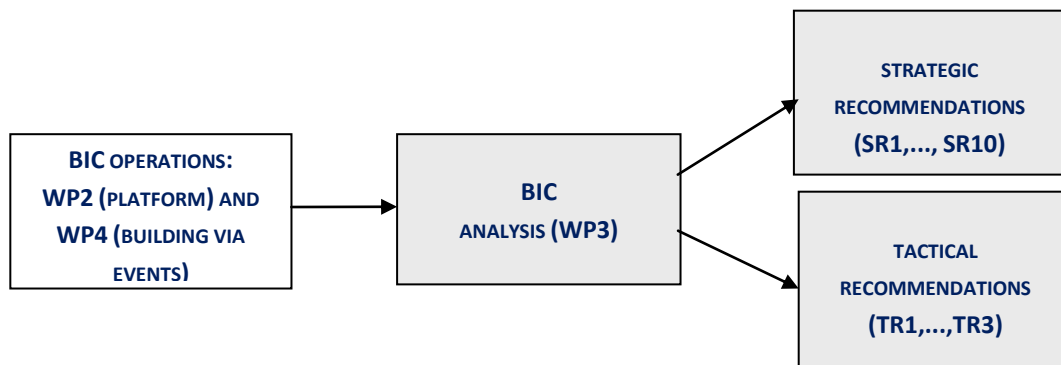 BIC OPERATIONS:
WP2 (PLATFORM) AND
WP4 (BUILDING VIA
EVENTS)
BIC
ANALYSIS (WP3)
STRATEGIC
RECOMMENDATIONS
(SR1,..., SR10)
TACTICAL
RECOMMENDATIONS
(TR1,...,TR3)